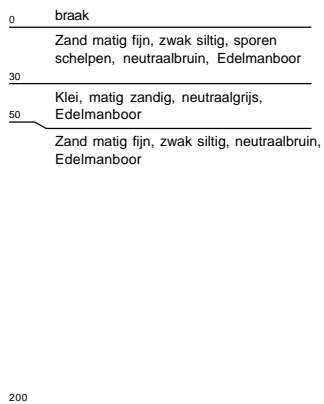 0 braak
Zand matig fijn, zwak siltig, sporen
schelpen, neutraalbruin, Edelmanboor
30
Klei, matig zandig, neutraalgrijs,
50 Edelmanboor
Zand matig fijn, zwak siltig, neutraalbruin,
Edelmanboor
200